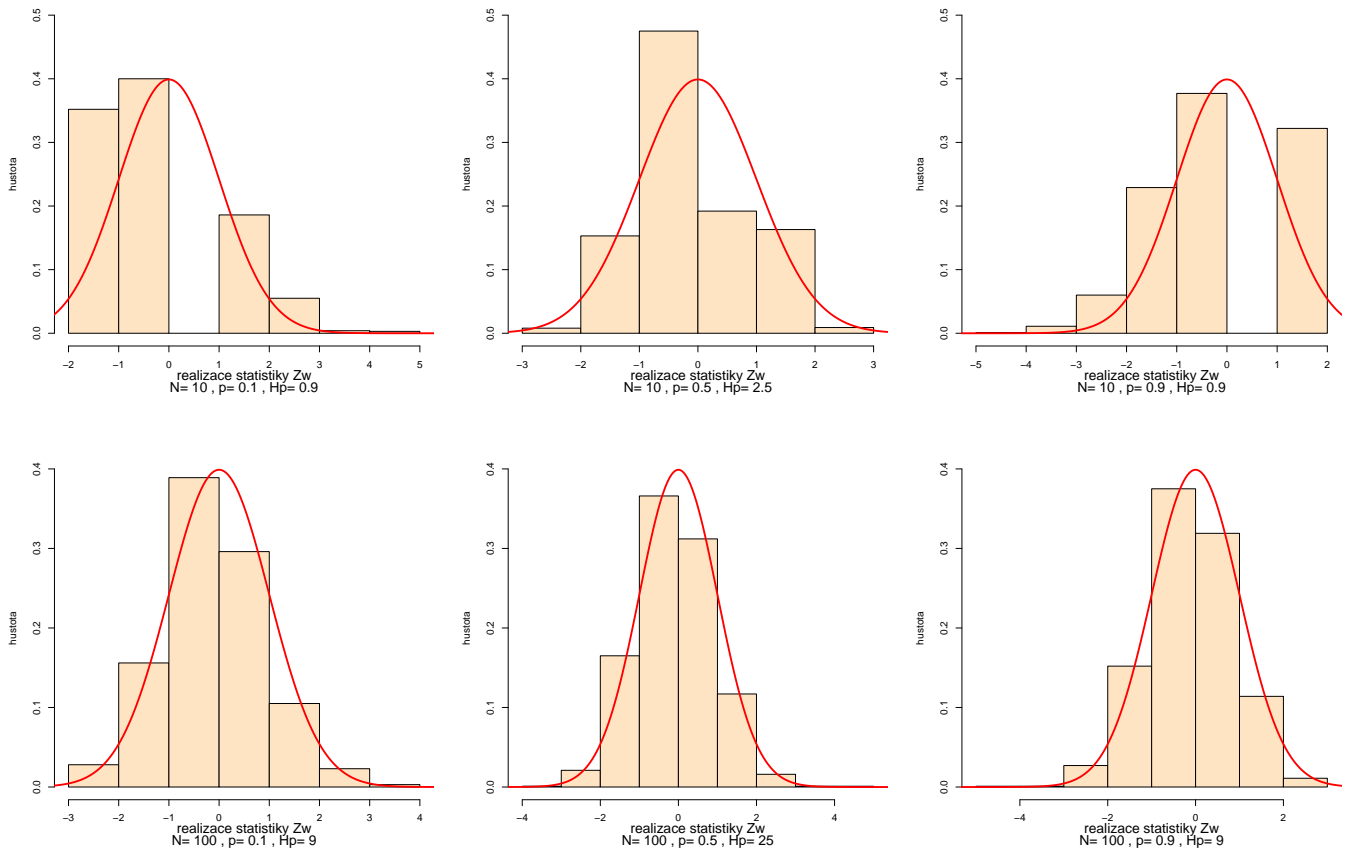 0.5
0.4
0.3
0.2
0.1
0.0
hustota
−2 −1 0 1 2 3 4 5
realizace statistiky Zw
N= 10 , p= 0.1 , Hp= 0.9
0.5
0.4
0.3
0.2
0.1
0.0
hustota
−3 −2 −1 0 1 2 3
realizace statistiky Zw
N= 10 , p= 0.5 , Hp= 2.5
0.5
0.4
0.3
0.2
0.1
0.0
hustota
−5 −4 −3 −2 −1 0 1 2
realizace statistiky Zw
N= 10 , p= 0.9 , Hp= 0.9
0.4
0.3
0.2
0.1
0.0
hustota
−3 −2 −1 0 1 2 3 4
realizace statistiky Zw
N= 100 , p= 0.1 , Hp= 9
0.4
0.3
0.2
0.1
0.0
hustota
−4 −2 0 2 4
realizace statistiky Zw
N= 100 , p= 0.5 , Hp= 25
0.4
0.3
0.2
0.1
0.0
hustota
−4 −2 0 2
realizace statistiky Zw
N= 100 , p= 0.9 , Hp= 9